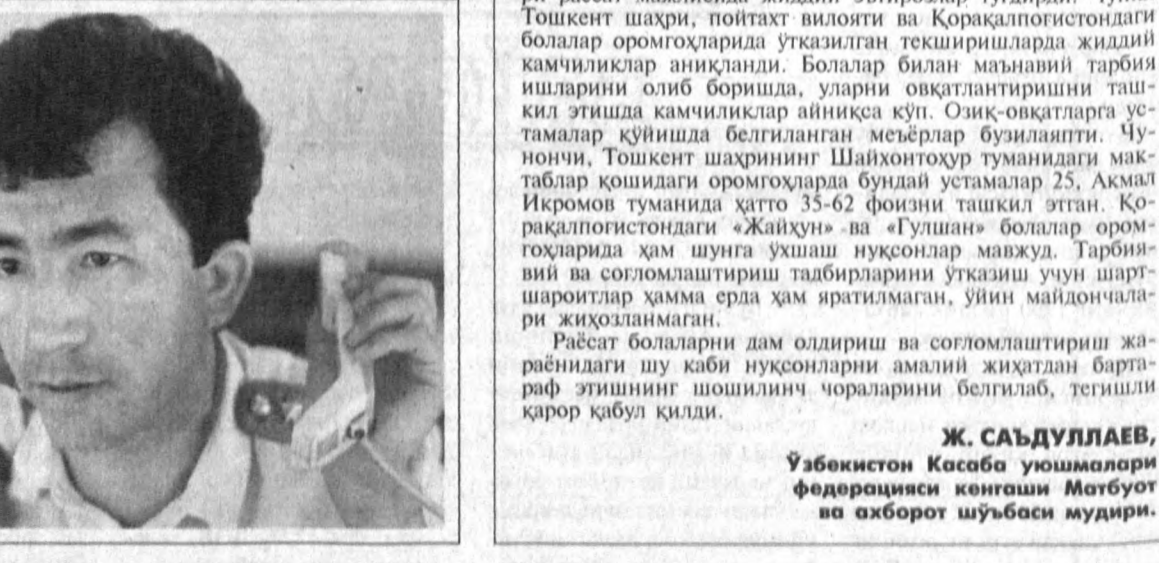 Тошкент шаҳри, пойтахт вилояти ва Қорақалпоғистондаги
болалар оромгоҳларида ўтказилган текширишларда жиддий
камчиликлар аниқланди. Болалар билан маънавий тарбия
ишларини олиб боришда, уларни овқатлантиришни таш-
кил этишда камчиликлар айниқса кўп. Озиқ-овқатларга ус-
тамалар қўйишда белгиланган меъёрлар бузилаяпти. Чу-
нончи, Тошкент шаҳрининг Шайхонтоҳур туманидаги мак-
таблар қошидаги оромгоҳларда бундай устамалар 25, Акмал
Икромов туманида ҳатто 35-62 фоизни ташкил этган. Қо-
рақалпоғистондаги «Жайҳун» ва «Гулшан» болалар ором-
гоҳларида ҳам шунга ўхшаш нуқсонлар мавжуд. Тарбия-
вий ва соғломлаштириш тадбирларини ўтказиш учун шарт-
шароитлар ҳамма ерда ҳам яратилмаган, ўйин майдончала-
ри жиҳозланмаган.
Раёсат болаларни дам олдириш ва соғломлаштириш жа-
раёнидаги шу каби нуқсонларни амалий жиҳатдан барта-
раф этишнинг шошилинч чораларини белгилаб, тегишли
қарор қабул қилди.
Ж. САЪДУЛЛАЕВ,
Ўзбекистон Касаба уюшмалари
федерацияси кенгаши Матбуот
ва ахборот шўъбаси мудири.